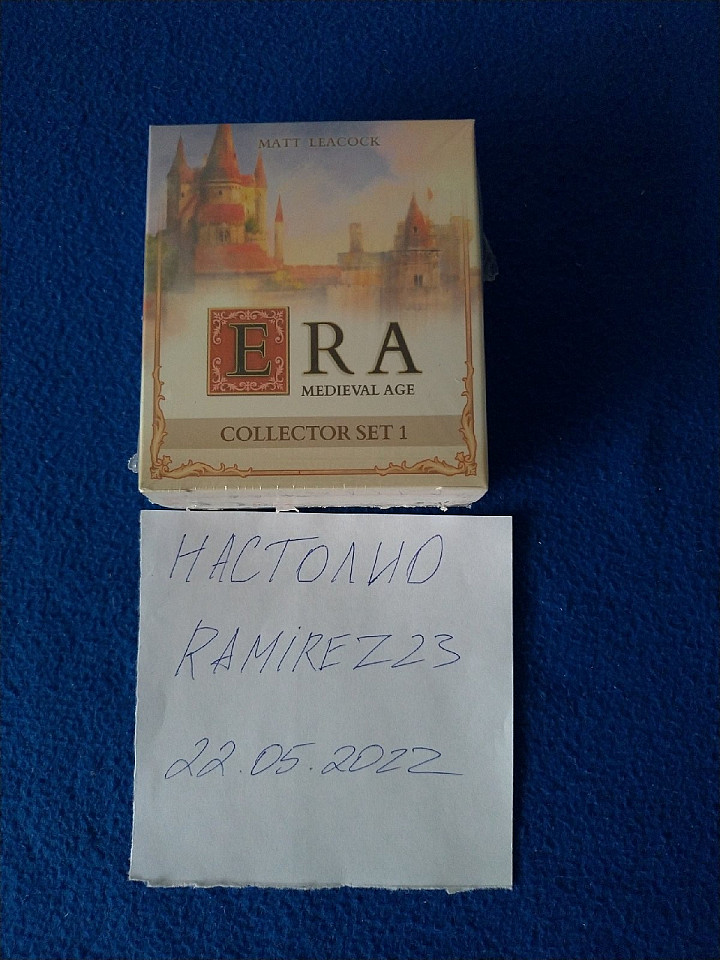 MATT LEACOCK
ERA
MEDIEVAL AGE
COLLECTOR SET 1
НАСТОЛИО
RAMIREZ23
22.05.2022